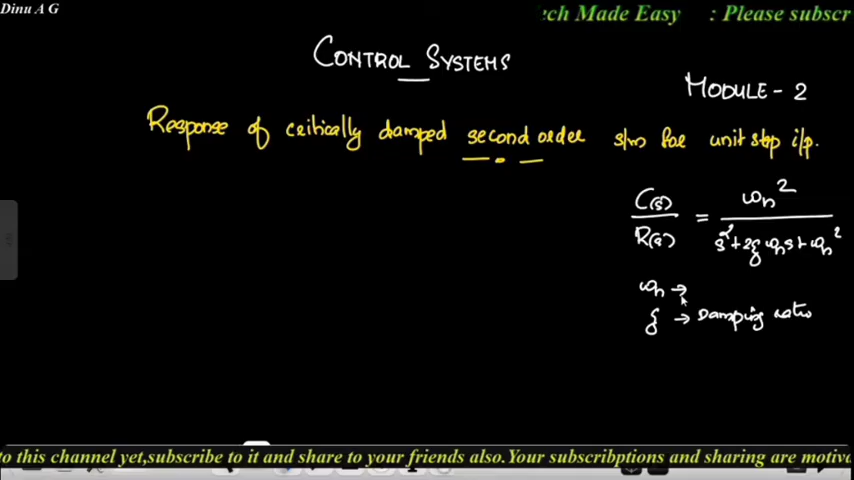 Dinu A G
ech Made Easy : Please subscr
CONTROL SYSTEMS
MODULE - 2
Response of critically damped second order s/m for unit step i/p.
C(s)/R(s) = ωn² / s²+2ξωns+ωn²
ωn →
ξ → Damping ratio
to this channel yet,subscribe to it and share to your friends also.Your subscribptions and sharing are motiva